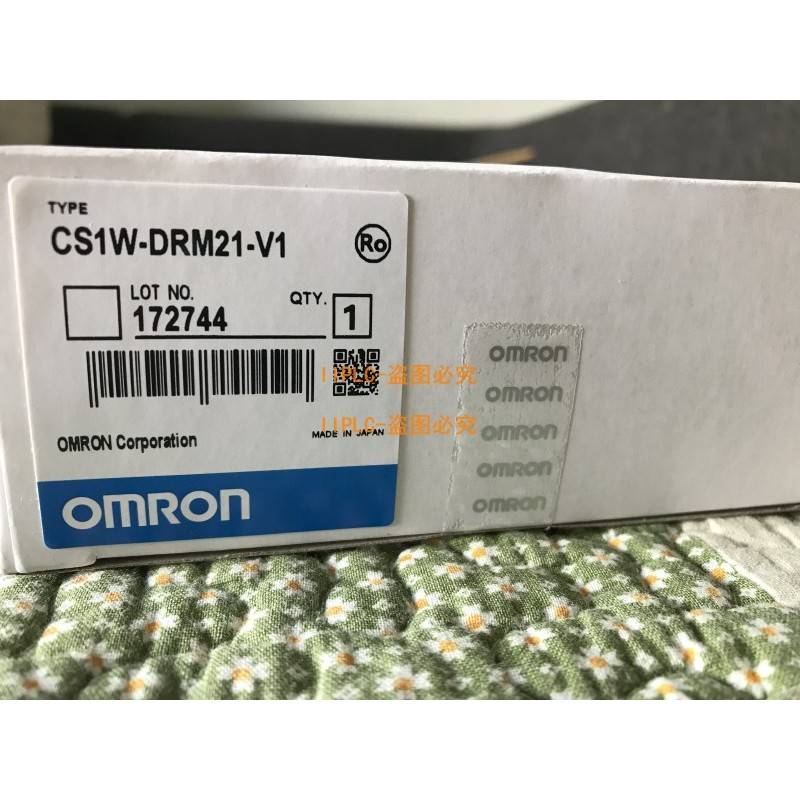 TYPE
CS1W-DRM21-V1
Ro
LOT NO.
QTY.
172744
1
IIPLC-盗图必究
IIPLC-盗图必究
OMRON Corporation
MADE IN JAPAN
OMRON
OMRON
OMRON
OMRON
OMRON
OMRON